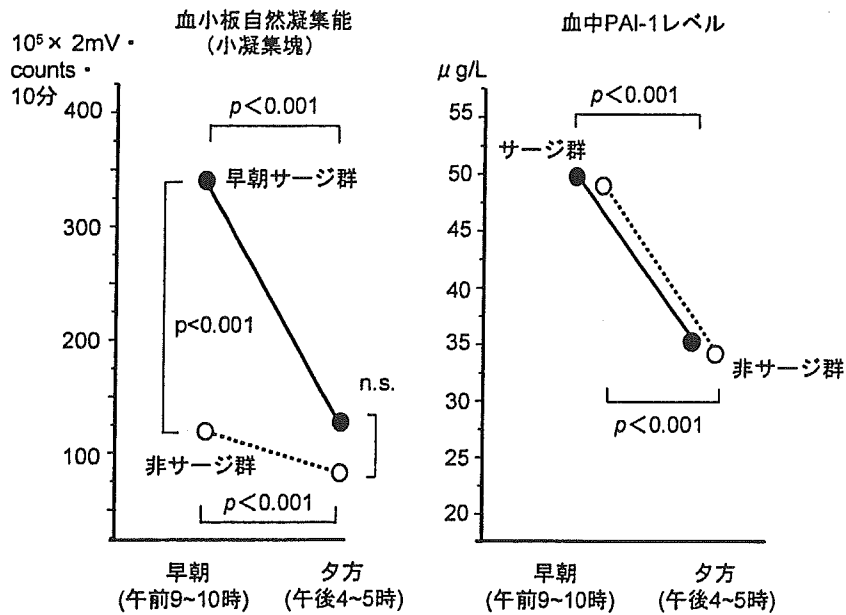 血小板自然凝集能
(小凝集塊)
10⁵× 2mV・
counts・
10分
400
300
200
100
p＜0.001
早朝サージ群
p<0.001
n.s.
非サージ群
p＜0.001
早朝
(午前9~10時)
夕方
(午後4~5時)
血中PAI-1レベル
μg/L
55
50
45
40
35
30
25
20
p＜0.001
サージ群
非サージ群
p＜0.001
早朝
(午前9~10時)
夕方
(午後4~5時)